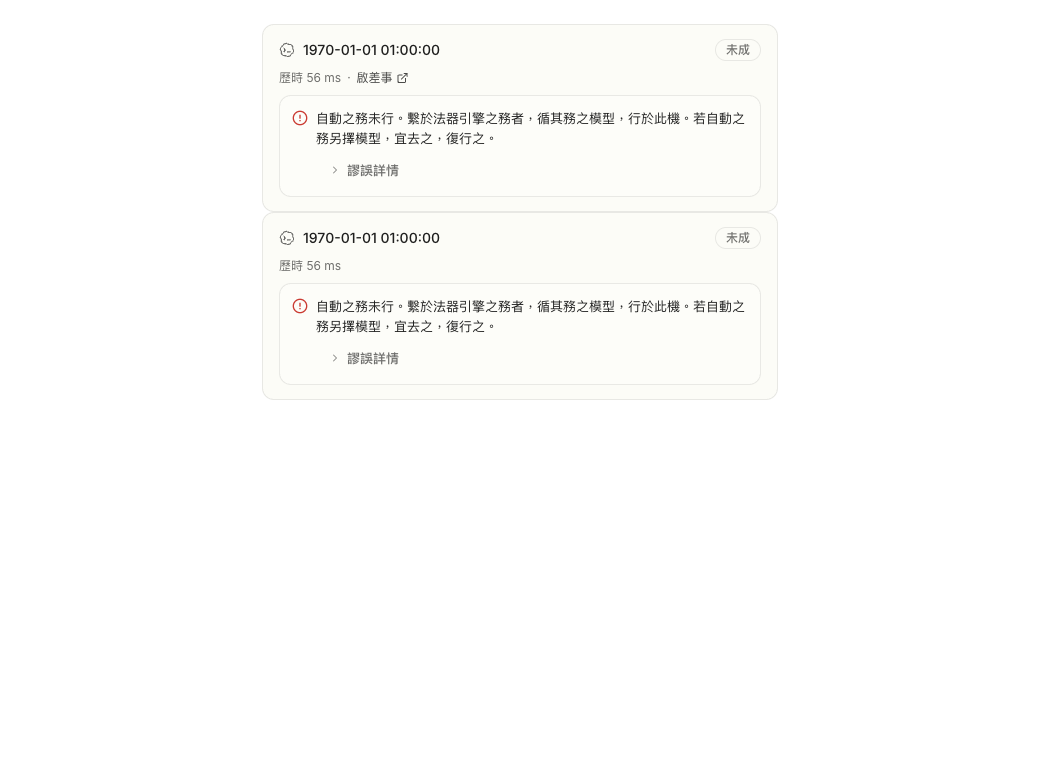 1970-01-01 01:00:00 未成
歷時 56 ms · 啟差事
自動之務未行。繫於法器引擎之務者，循其務之模型，行於此機。若自動之
務另擇模型，宜去之，復行之。
謬誤詳情
1970-01-01 01:00:00 未成
歷時 56 ms
自動之務未行。繫於法器引擎之務者，循其務之模型，行於此機。若自動之
務另擇模型，宜去之，復行之。
謬誤詳情